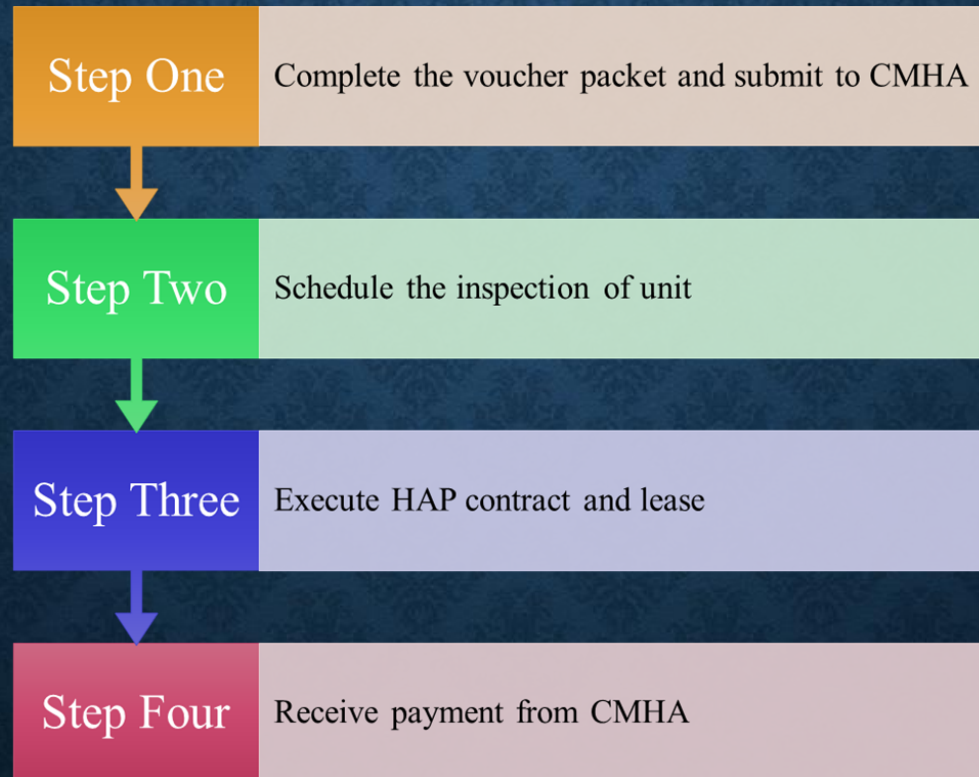 Step One
Complete the voucher packet and submit to CMHA
Step Two
Schedule the inspection of unit
Step Three
Execute HAP contract and lease
Step Four
Receive payment from CMHA